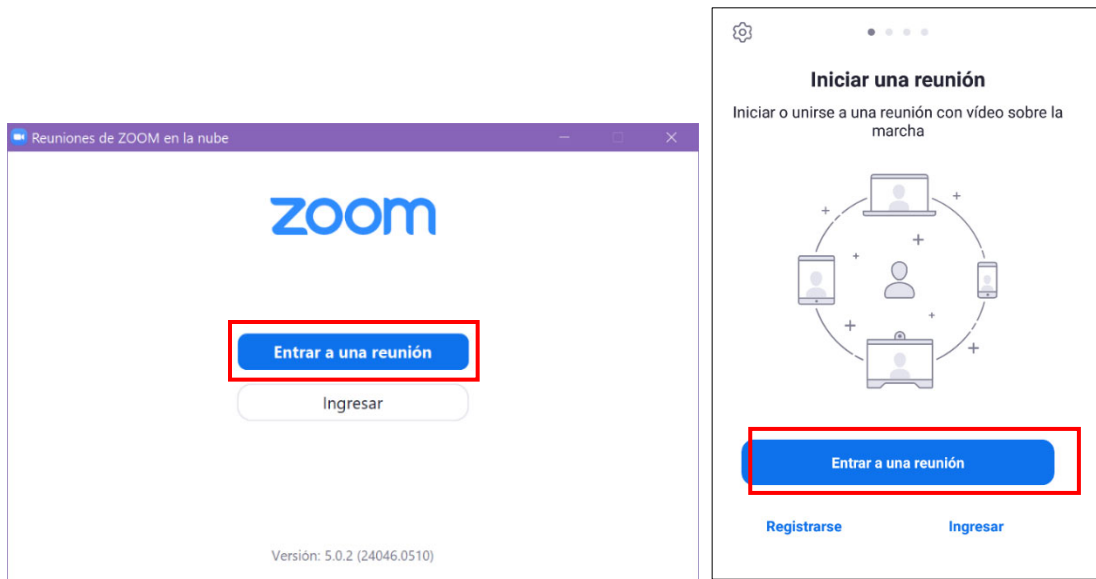 Reuniones de ZOOM en la nube
zoom
Entrar a una reunión
Ingresar
Versión: 5.0.2 (24046.0510)
Iniciar una reunión
Iniciar o unirse a una reunión con vídeo sobre la
marcha
Entrar a una reunión
Registrarse Ingresar